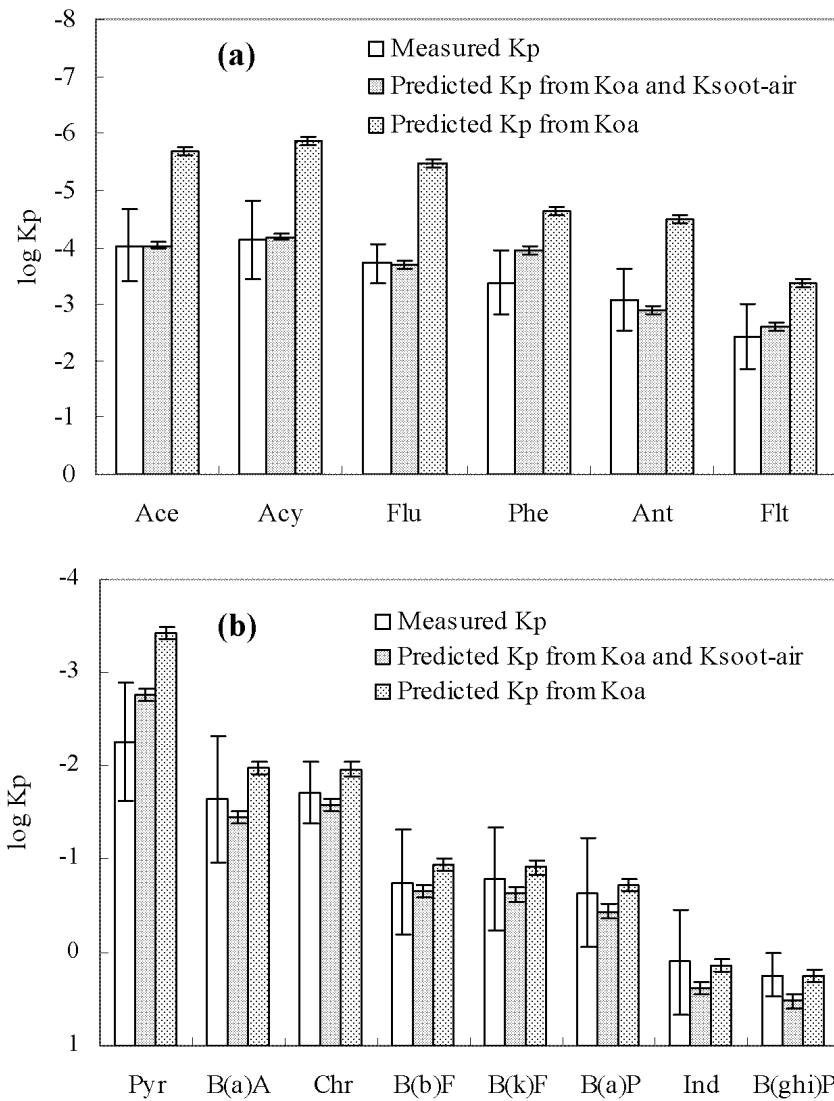 -8
-7
-6
-5
-4
-3
-2
-1
0
log Kp
(a)
Measured Kp
Predicted Kp from Koa and Ksoot-air
Predicted Kp from Koa
Ace Acy Flu Phe Ant Flt
-4
-3
-2
-1
0
1
log Kp
(b)
Measured Kp
Predicted Kp from Koa and Ksoot-air
Predicted Kp from Koa
Pyr B(a)A Chr B(b)F B(k)F B(a)P Ind B(ghi)P